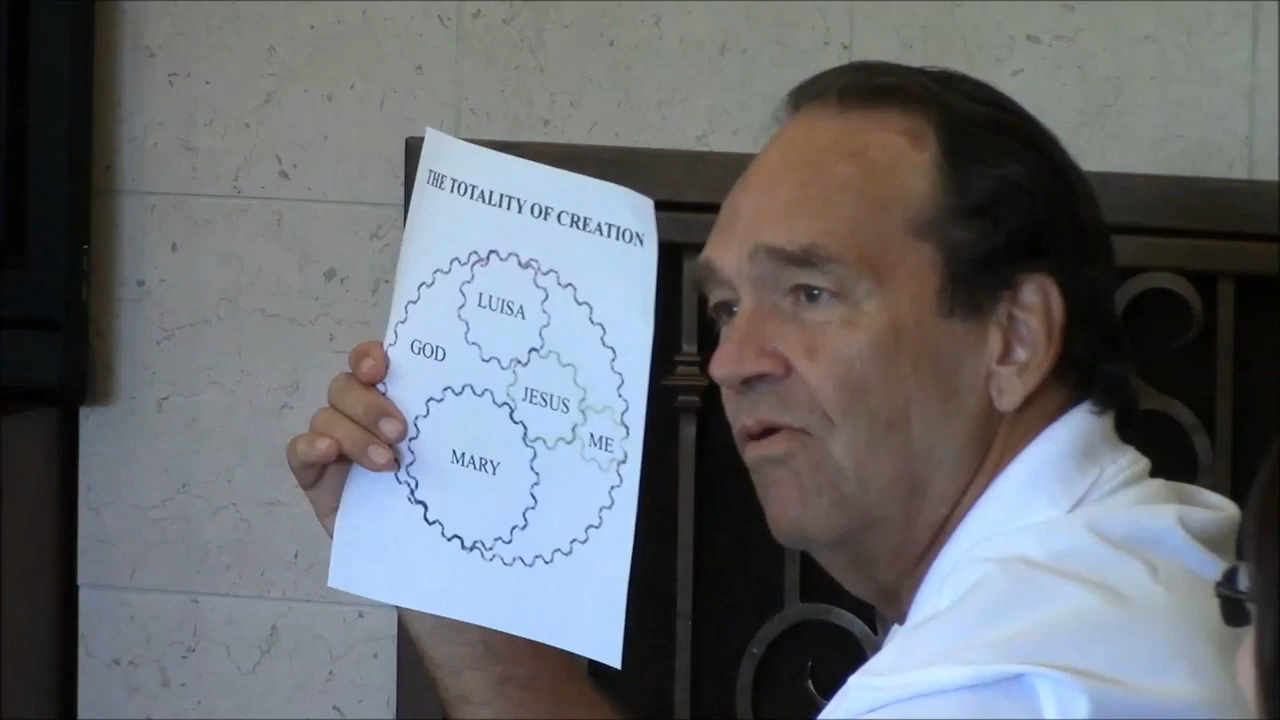 THE TOTALITY OF CREATION
LUISA
GOD
JESUS
ME
MARY